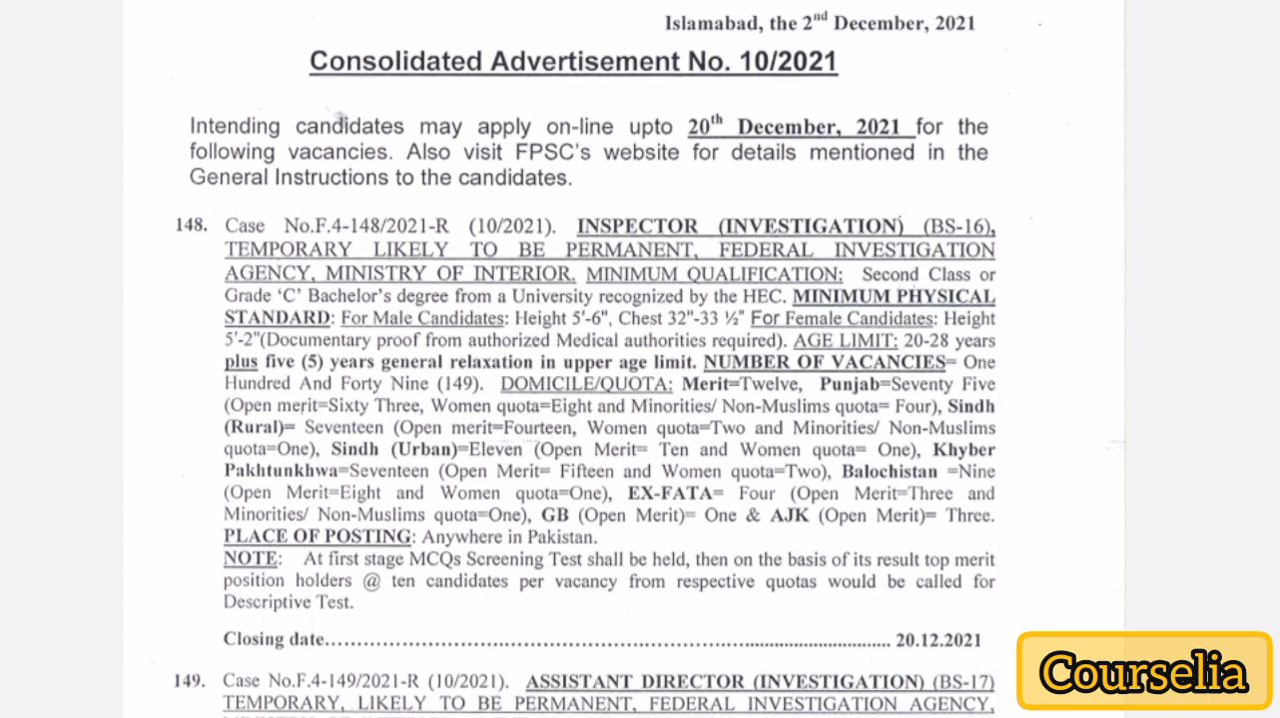 Islamabad, the 2nd December, 2021
Consolidated Advertisement No. 10/2021
Intending candidates may apply on-line upto 20th December, 2021 for the
following vacancies. Also visit FPSC's website for details mentioned in the
General Instructions to the candidates.
148. Case No.F.4-148/2021-R (10/2021). INSPECTOR (INVESTIGATION) (BS-16),
TEMPORARY LIKELY TO BE PERMANENT, FEDERAL INVESTIGATION
AGENCY, MINISTRY OF INTERIOR. MINIMUM QUALIFICATION: Second Class or
Grade 'C' Bachelor's degree from a University recognized by the HEC. MINIMUM PHYSICAL
STANDARD: For Male Candidates: Height 5'-6", Chest 32"-33 ½" For Female Candidates: Height
5'-2"(Documentary proof from authorized Medical authorities required). AGE LIMIT: 20-28 years
plus five (5) years general relaxation in upper age limit. NUMBER OF VACANCIES= One
Hundred And Forty Nine (149). DOMICILE/QUOTA: Merit=Twelve, Punjab=Seventy Five
(Open merit=Sixty Three, Women quota=Eight and Minorities/ Non-Muslims quota= Four), Sindh
(Rural)= Seventeen (Open merit=Fourteen, Women quota=Two and Minorities/ Non-Muslims
quota=One), Sindh (Urban)=Eleven (Open Merit= Ten and Women quota= One), Khyber
Pakhtunkhwa=Seventeen (Open Merit= Fifteen and Women quota=Two), Balochistan =Nine
(Open Merit=Eight and Women quota=One), EX-FATA= Four (Open Merit=Three and
Minorities/ Non-Muslims quota=One), GB (Open Merit)= One & AJK (Open Merit)= Three.
PLACE OF POSTING: Anywhere in Pakistan.
NOTE: At first stage MCQs Screening Test shall be held, then on the basis of its result top merit
position holders @ ten candidates per vacancy from respective quotas would be called for
Descriptive Test.
Closing date........................................................................................................ 20.12.2021
149. Case No.F.4-149/2021-R (10/2021). ASSISTANT DIRECTOR (INVESTIGATION) (BS-17)
TEMPORARY, LIKELY TO BE PERMANENT, FEDERAL INVESTIGATION AGENCY,
Courselia